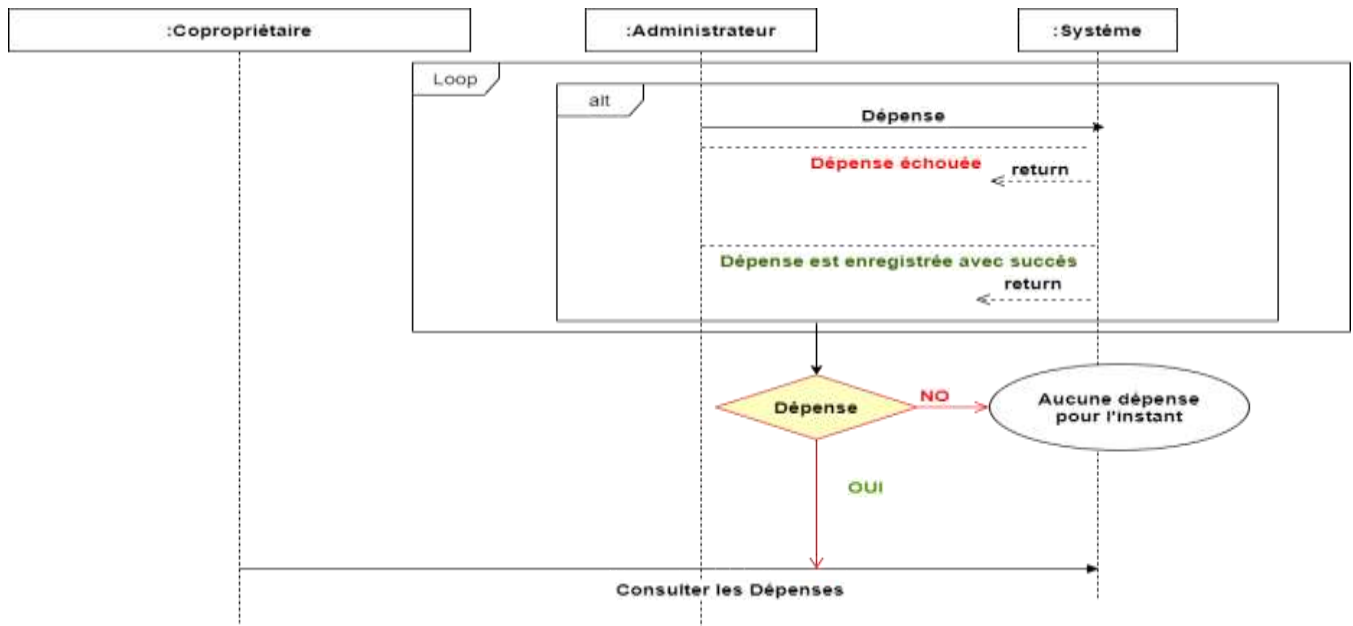 :Copropriétaire
:Administrateur
:Système
Loop
alt
Dépense
Dépense échouée
return
Dépense est enregistrée avec succès
return
Dépense
NO
Aucune dépense
pour l'instant
OUI
Consulter les Dépenses